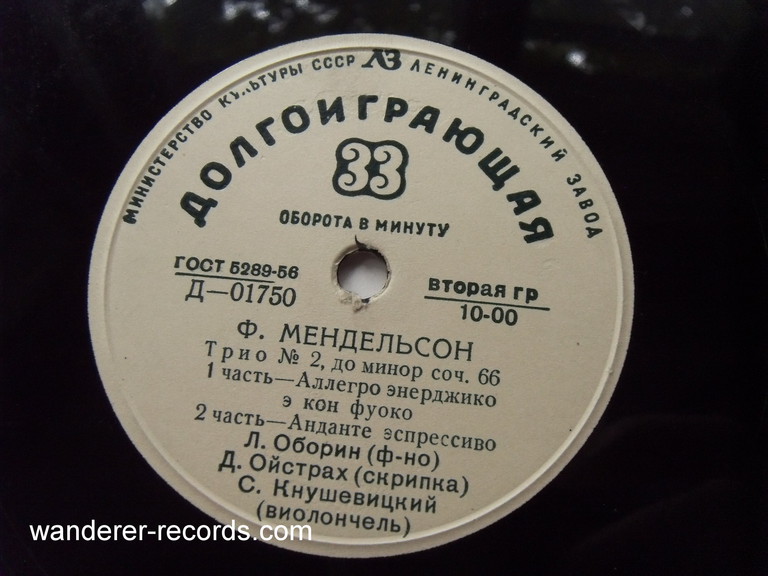 МИНИСТЕРСТВО КУЛЬТУРЫ СССР ЛЗ ЛЕНИНГРАДСКИЙ ЗАВОД
ДОЛГОИГРАЮЩАЯ
33
ОБОРОТА В МИНУТУ
ГОСТ 5289-56
Д—01750
вторая гр
10-00
Ф. МЕНДЕЛЬСОН
Трио № 2, до минор соч. 66
1 часть—Аллегро энерджико
э кон фуоко
2 часть—Анданте эспрессиво
Л. Оборин (ф-но)
Д. Ойстрах (скрипка)
С. Кнушевицкий
(виолончель)
wanderer-records.com